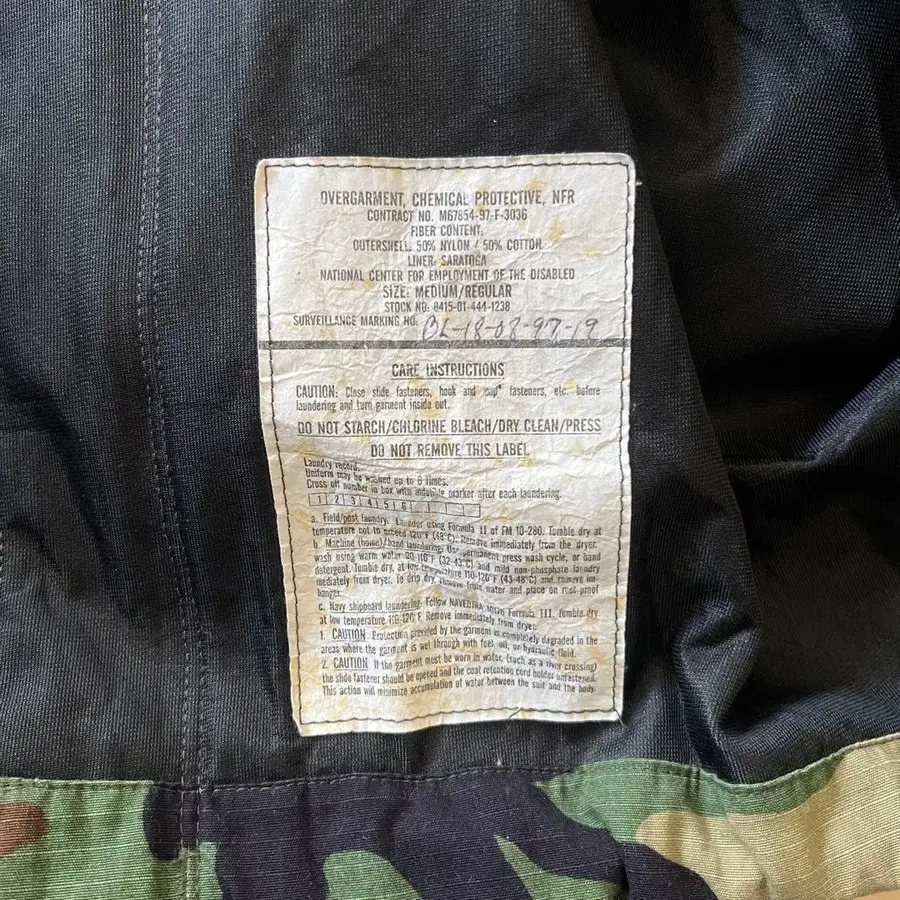 OVERGARMENT, CHEMICAL PROTECTIVE, NFR
CONTRACT NO. M67854-97-F-3036
FIBER CONTENT:
OUTERSHELL: 50% NYLON / 50% COTTON
LINER: SARATOGA
NATIONAL CENTER FOR EMPLOYMENT OF THE DISABLED
SIZE: MEDIUM/REGULAR
STOCK NO: 8415-01-444-1238
SURVEILLANCE MARKING NO: BL-18-08-97-19
CARE INSTRUCTIONS
CAUTION: Close slide fasteners, hook and fasteners, etc. before
laundering and turn garment inside out.
DO NOT STARCH/CHLORINE BLEACH/DRY CLEAN/PRESS
DO NOT REMOVE THIS LABEL
Laundry record.
Uniform may be washed up to 6 times.
Cross off number in box with indelible marker after each laundering.
1 2 3 4 5 6
a. Field/post laundry. Launder using Formula II of FM 10-280. Tumble dry at
temperature not to exceed 120°F (49°C). Remove immediately from the dryer.
b. Machine (home)/hand laundering: Use permanent press wash cycle, or hand
wash using warm water 90-110°F (32-43°C) and mild non-phosphate laundry
detergent. Tumble dry, at low temperature 110-120°F (43-48°C) and remove im-
mediately from dryer. To drip dry, remove from water and place on rust proof
hanger.
c. Navy shipboard laundering: Follow NAVEDTRA Formula III. Tumble dry
at low temperature 110-120°F. Remove immediately from dryer.
1. CAUTION: Protection provided by the garment is completely degraded in the
areas where the garment is wet through with fuel, oil, or hydraulic fluid.
2. CAUTION: If the garment must be worn in water, (such as a river crossing)
the slide fastener should be opened and the coat retention cord holder unfastened.
This action will minimize accumulation of water between the suit and the body.